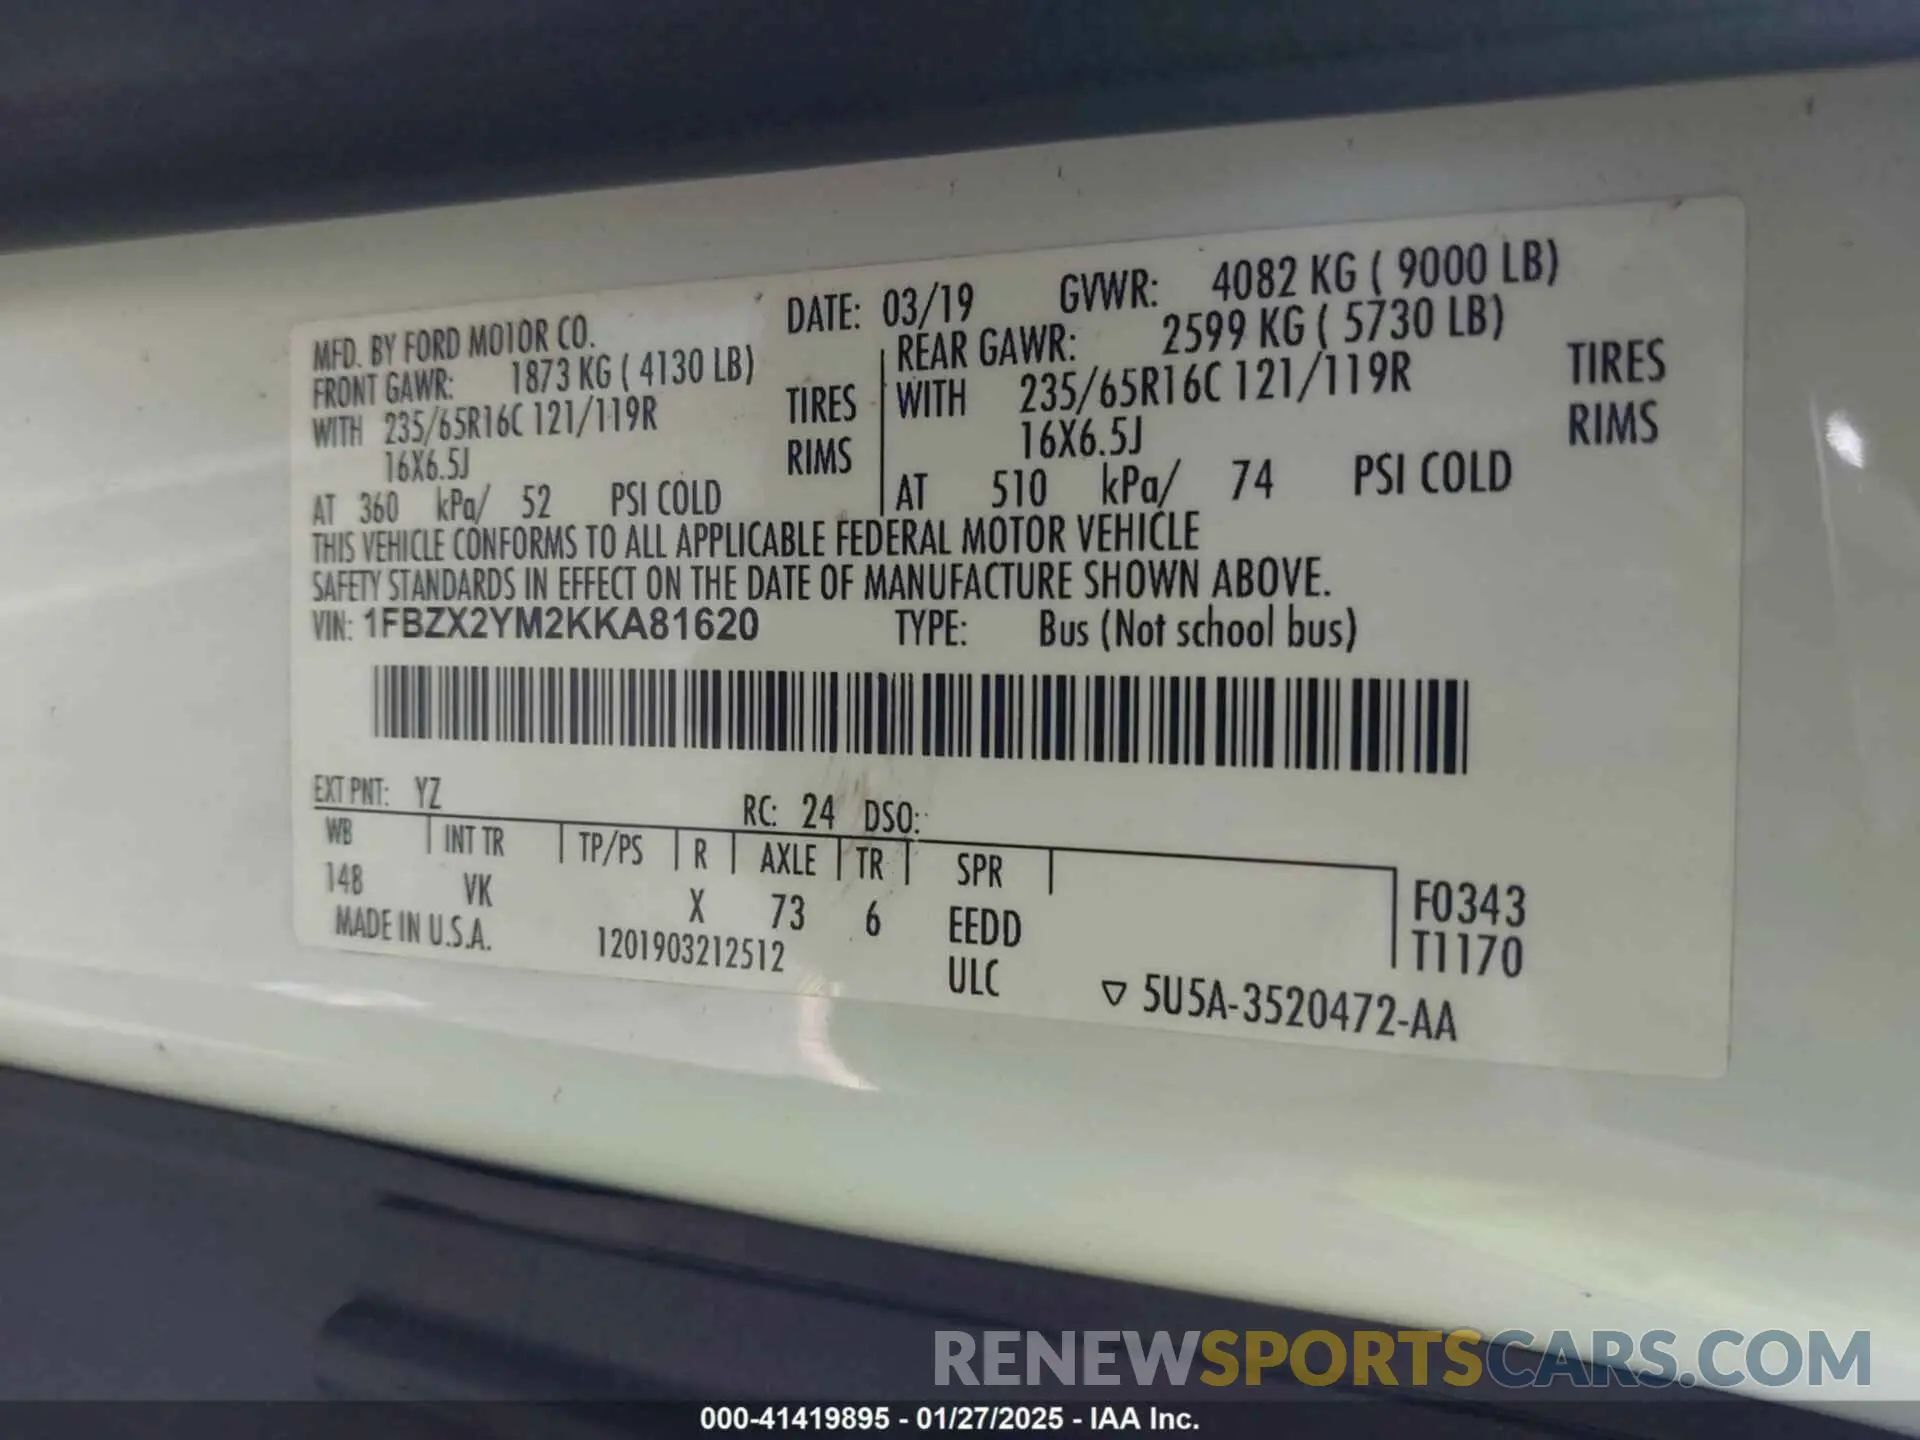 MFD. BY FORD MOTOR CO. DATE: 03/19 GVWR: 4082 KG ( 9000 LB)
FRONT GAWR: 1873 KG ( 4130 LB) REAR GAWR: 2599 KG ( 5730 LB)
WITH 235/65R16C 121/119R TIRES WITH 235/65R16C 121/119R TIRES
16X6.5J RIMS 16X6.5J RIMS
AT 360 kPa/ 52 PSI COLD AT 510 kPa/ 74 PSI COLD
THIS VEHICLE CONFORMS TO ALL APPLICABLE FEDERAL MOTOR VEHICLE
SAFETY STANDARDS IN EFFECT ON THE DATE OF MANUFACTURE SHOWN ABOVE.
VIN: 1FBZX2YM2KKA81620 TYPE: Bus (Not school bus)
EXT PNT: YZ RC: 24 DSO:
WB INT TR TP/PS R AXLE TR SPR
148 VK X 73 6 EEDD F0343
MADE IN U.S.A. 1201903212512 ULC T1170
▽ 5U5A-3520472-AA
RENEWSPORTSCARS.COM
000-41419895 - 01/27/2025 - IAA Inc.